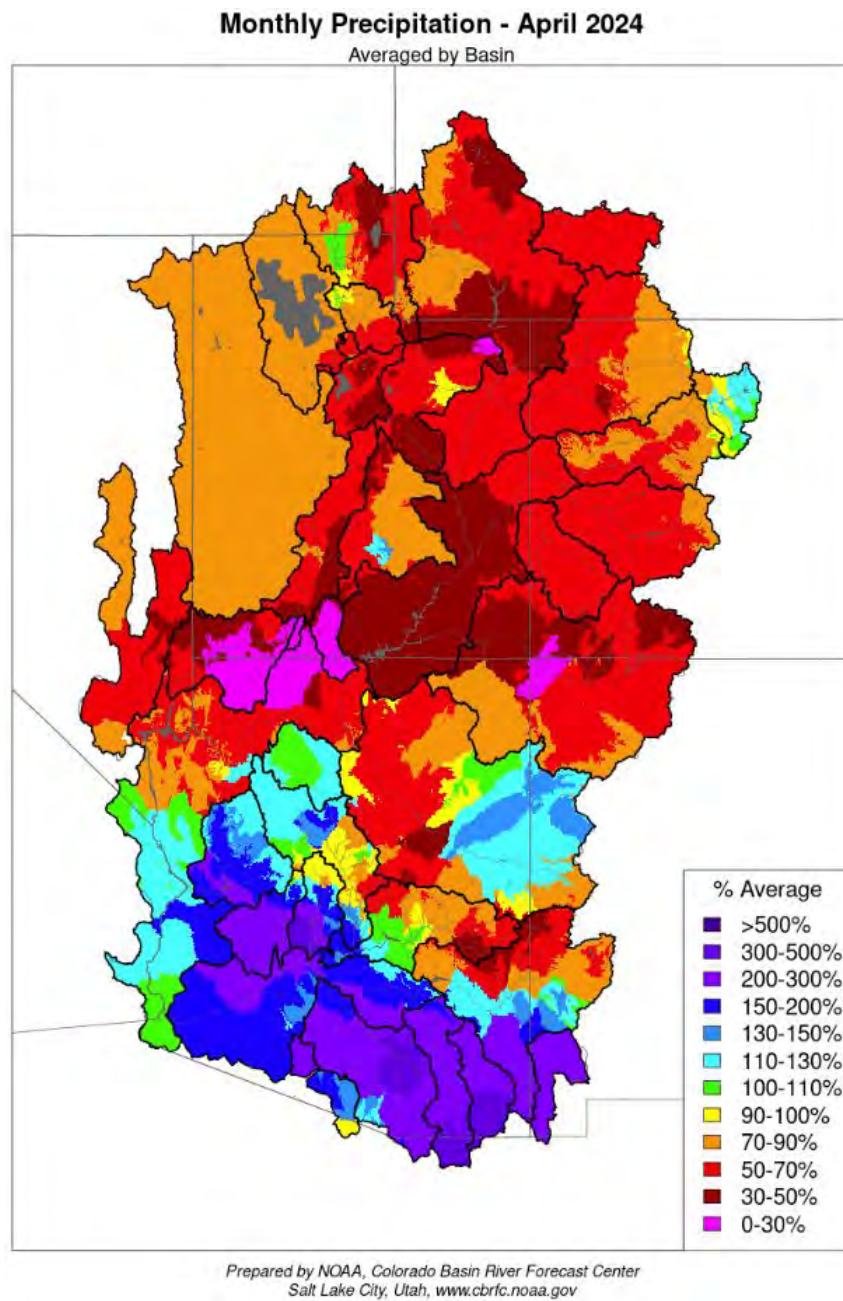 Monthly Precipitation - April 2024
Averaged by Basin
% Average
>500%
300-500%
200-300%
150-200%
130-150%
110-130%
100-110%
90-100%
70-90%
50-70%
30-50%
0-30%
Prepared by NOAA, Colorado Basin River Forecast Center
Salt Lake City, Utah, www.cbrfc.noaa.gov